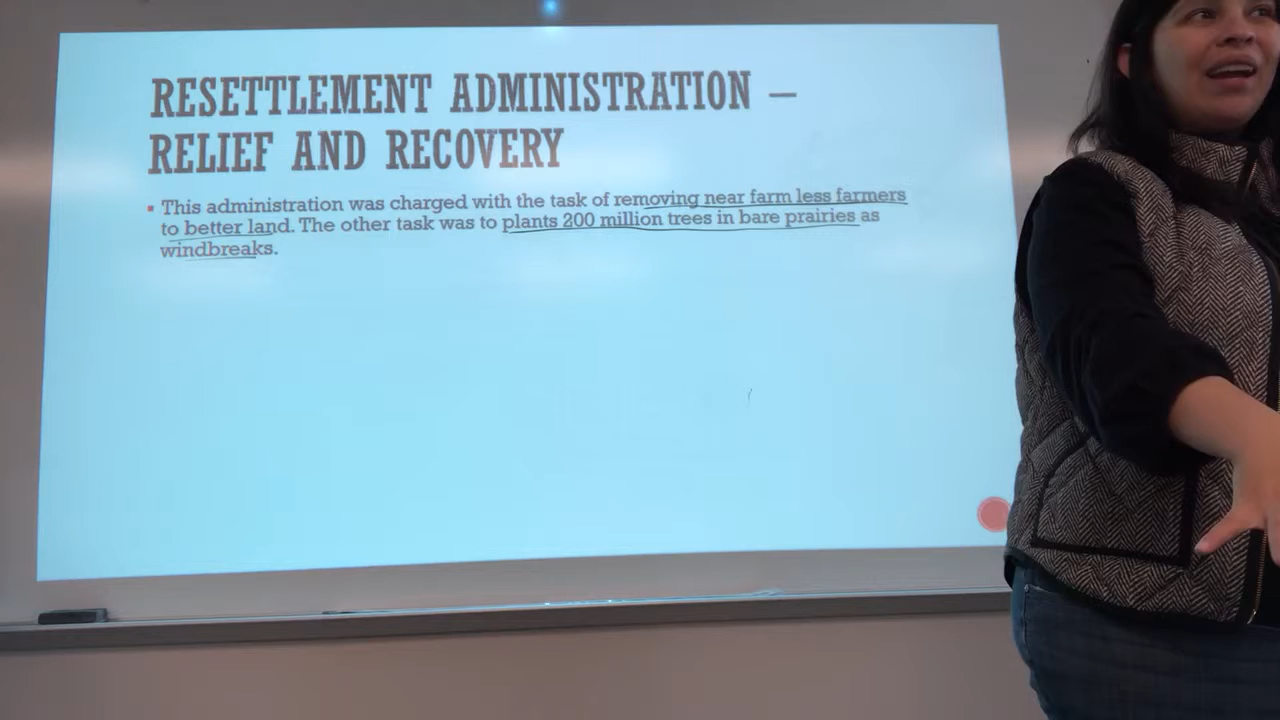 RESETTLEMENT ADMINISTRATION –
RELIEF AND RECOVERY
This administration was charged with the task of removing near farm less farmers
to better land. The other task was to plants 200 million trees in bare prairies as
windbreaks.